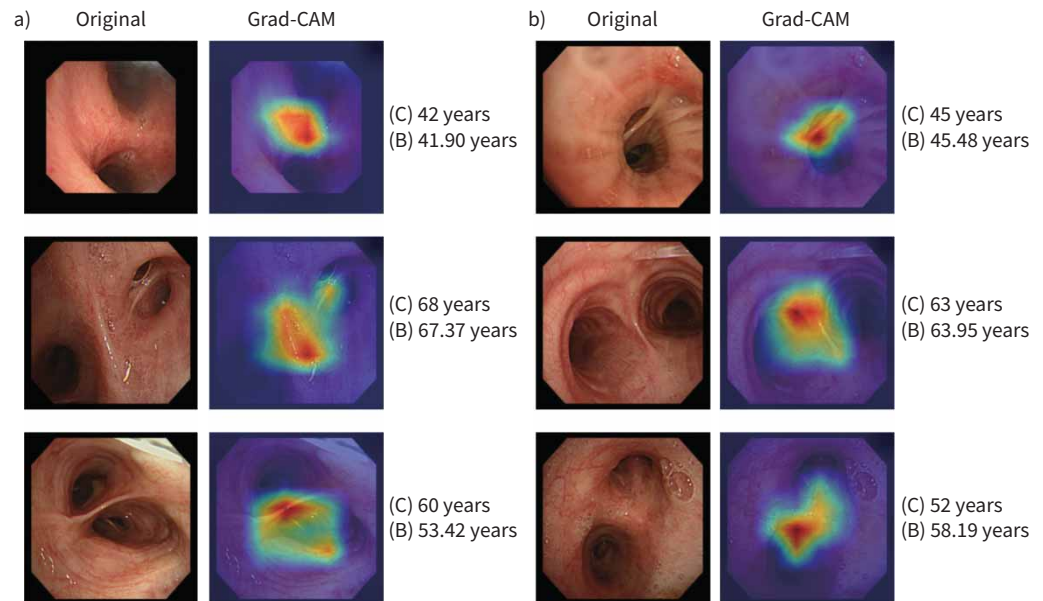 a) Original Grad-CAM
b) Original Grad-CAM
(C) 42 years
(B) 41.90 years
(C) 45 years
(B) 45.48 years
(C) 68 years
(B) 67.37 years
(C) 63 years
(B) 63.95 years
(C) 60 years
(B) 53.42 years
(C) 52 years
(B) 58.19 years